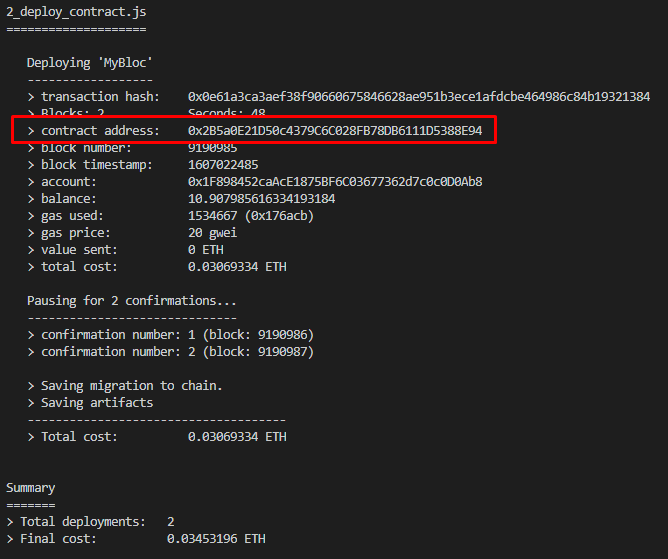 2_deploy_contract.js
====================
Deploying 'MyBloc'
------------------
> transaction hash: 0x0e61a3ca3aef38f90660675846628ae951b3ece1afdcbe464986c84b19321384
> Blocks: 2 Seconds: 48
> contract address: 0x2B5a0E21D50c4379C6C028FB78DB6111D5388E94
> block number: 9190985
> block timestamp: 1607022485
> account: 0x1F898452caAcE1875BF6C03677362d7c0c0D0Ab8
> balance: 10.907985616334193184
> gas used: 1534667 (0x176acb)
> gas price: 20 gwei
> value sent: 0 ETH
> total cost: 0.03069334 ETH
Pausing for 2 confirmations...
------------------------------
> confirmation number: 1 (block: 9190986)
> confirmation number: 2 (block: 9190987)
> Saving migration to chain.
> Saving artifacts
-------------------------------------
> Total cost: 0.03069334 ETH
Summary
=======
> Total deployments: 2
> Final cost: 0.03453196 ETH